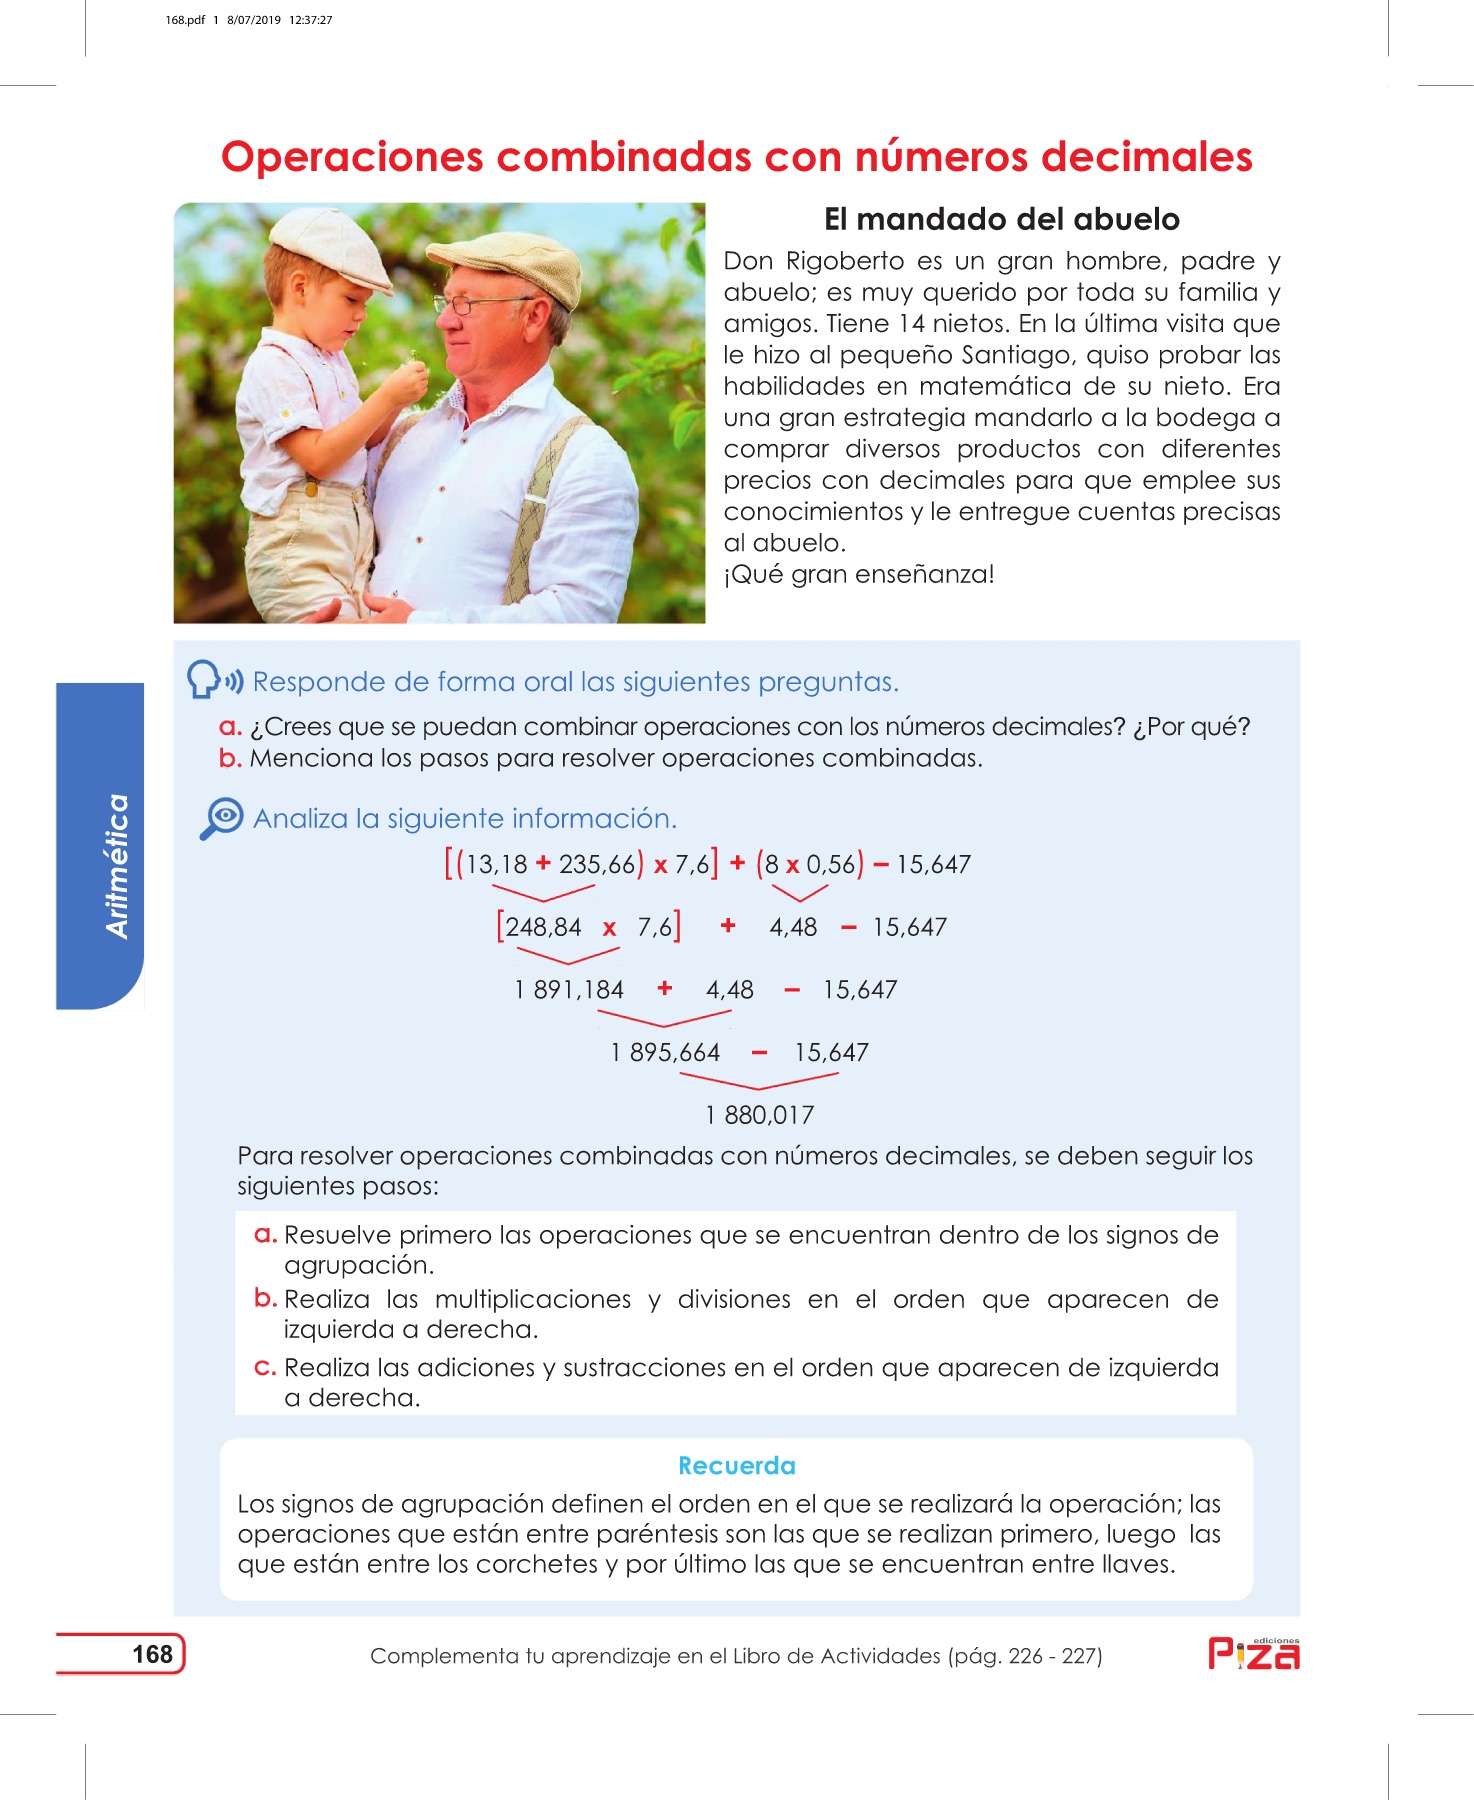 168.pdf 1 8/07/2019 12:37:27
Operaciones combinadas con números decimales
El mandado del abuelo
Don Rigoberto es un gran hombre, padre y
abuelo; es muy querido por toda su familia y
amigos. Tiene 14 nietos. En la última visita que
le hizo al pequeño Santiago, quiso probar las
habilidades en matemática de su nieto. Era
una gran estrategia mandarlo a la bodega a
comprar diversos productos con diferentes
precios con decimales para que emplee sus
conocimientos y le entregue cuentas precisas
al abuelo.
¡Qué gran enseñanza!
Responde de forma oral las siguientes preguntas.
a. ¿Crees que se puedan combinar operaciones con los números decimales? ¿Por qué?
b. Menciona los pasos para resolver operaciones combinadas.
Aritmética
Analiza la siguiente información.
[(13,18 + 235,66) x 7,6] + (8 x 0,56) – 15,647
[248,84 x 7,6] + 4,48 – 15,647
1 891,184 + 4,48 – 15,647
1 895,664 – 15,647
1 880,017
Para resolver operaciones combinadas con números decimales, se deben seguir los
siguientes pasos:
a. Resuelve primero las operaciones que se encuentran dentro de los signos de
agrupación.
b. Realiza las multiplicaciones y divisiones en el orden que aparecen de
izquierda a derecha.
c. Realiza las adiciones y sustracciones en el orden que aparecen de izquierda
a derecha.
Recuerda
Los signos de agrupación definen el orden en el que se realizará la operación; las
operaciones que están entre paréntesis son las que se realizan primero, luego las
que están entre los corchetes y por último las que se encuentran entre llaves.
168
Complementa tu aprendizaje en el Libro de Actividades (pág. 226 - 227)
ediciones
Piza